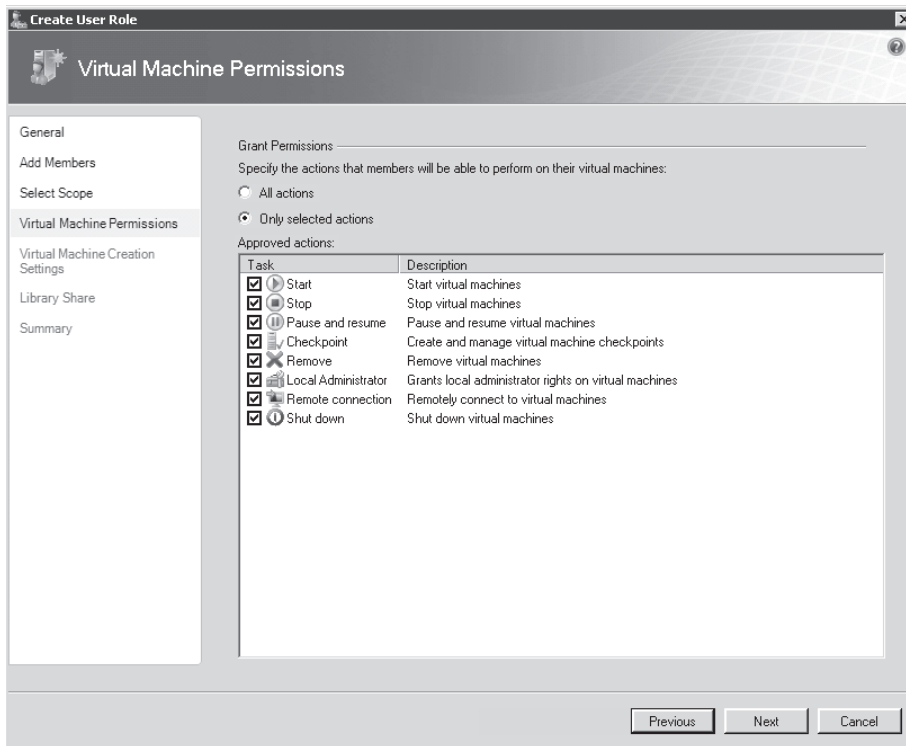 Create User Role
Virtual Machine Permissions
General
Add Members
Select Scope
Virtual Machine Permissions
Virtual Machine Creation
Settings
Library Share
Summary
Grant Permissions
Specify the actions that members will be able to perform on their virtual machines:
All actions
Only selected actions
Approved actions:
Task Description
Start Start virtual machines
Stop Stop virtual machines
Pause and resume Pause and resume virtual machines
Checkpoint Create and manage virtual machine checkpoints
Remove Remove virtual machines
Local Administrator Grants local administrator rights on virtual machines
Remote connection Remotely connect to virtual machines
Shut down Shut down virtual machines
Previous Next Cancel